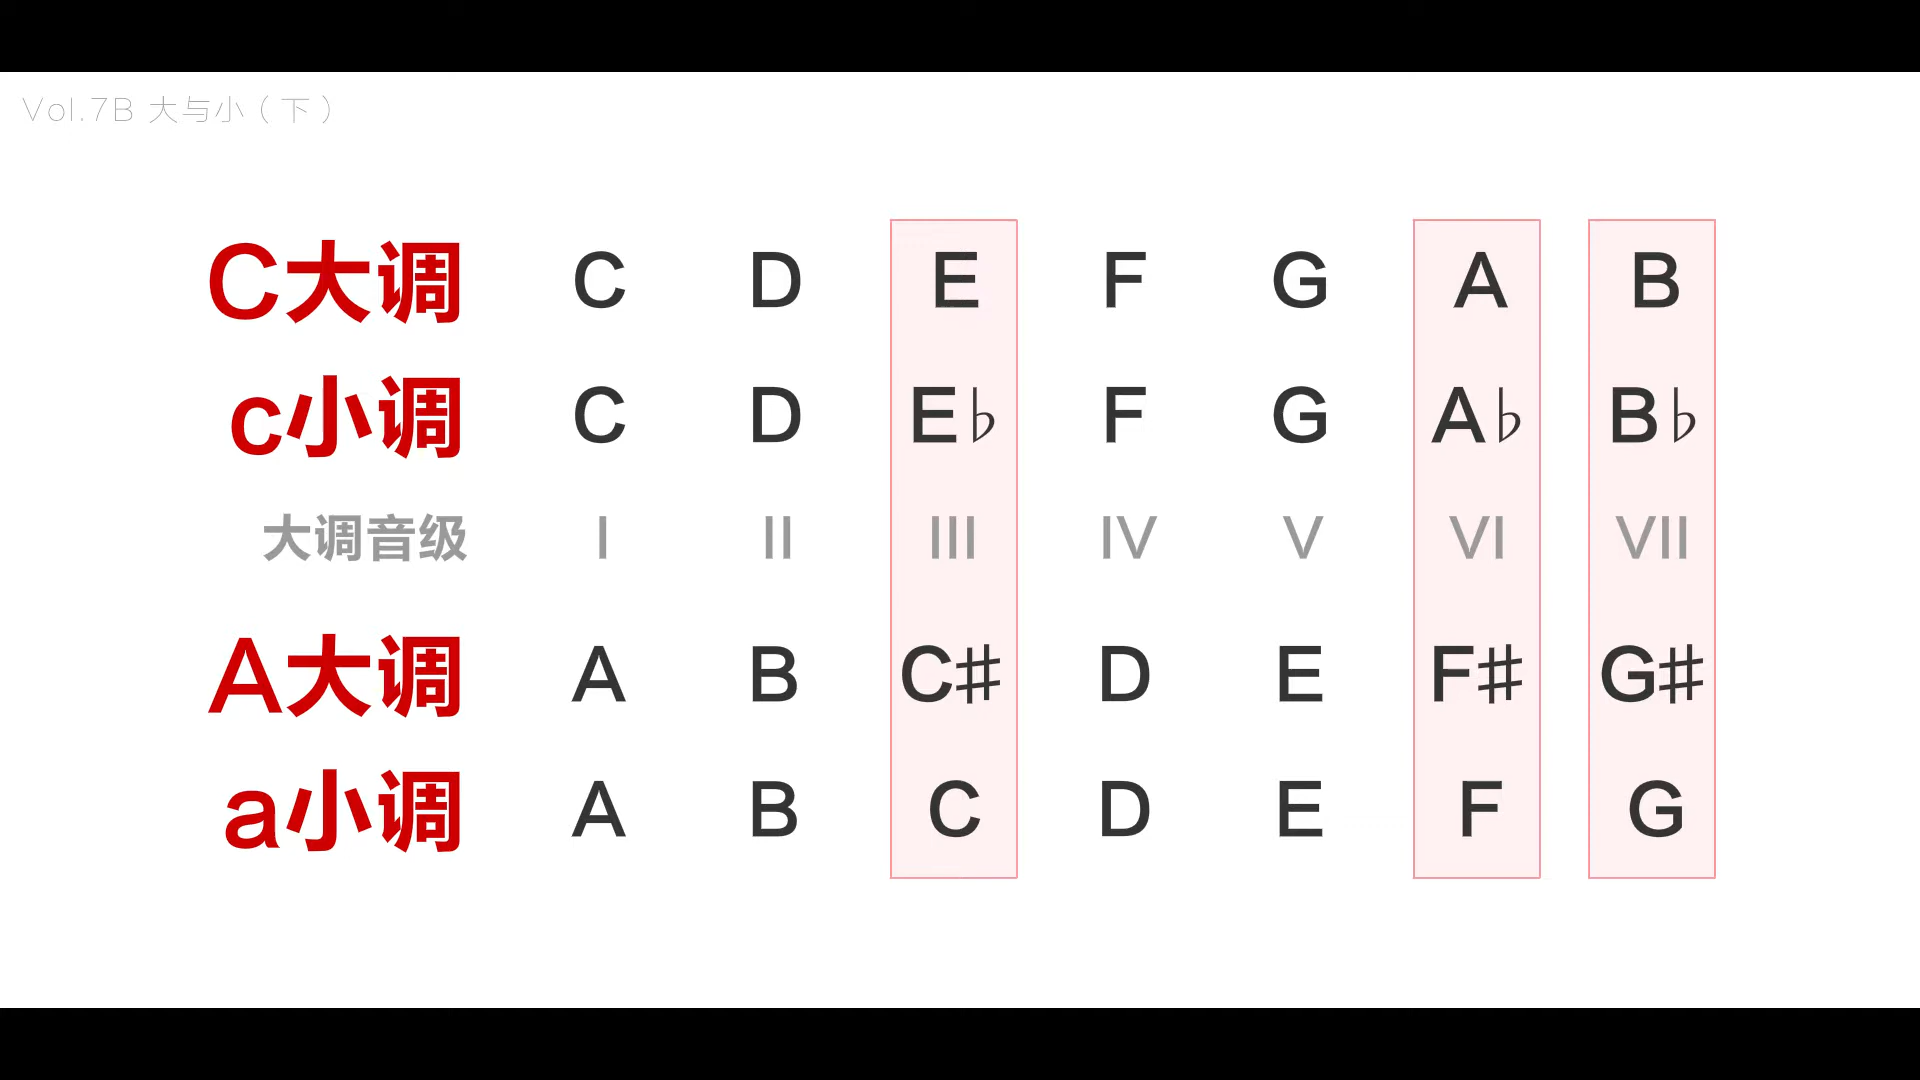 Vol.7B 大与小（下）
C大调 C D E F G A B
c小调 C D E♭ F G A♭ B♭
大调音级 I II III IV V VI VII
A大调 A B C♯ D E F♯ G♯
a小调 A B C D E F G